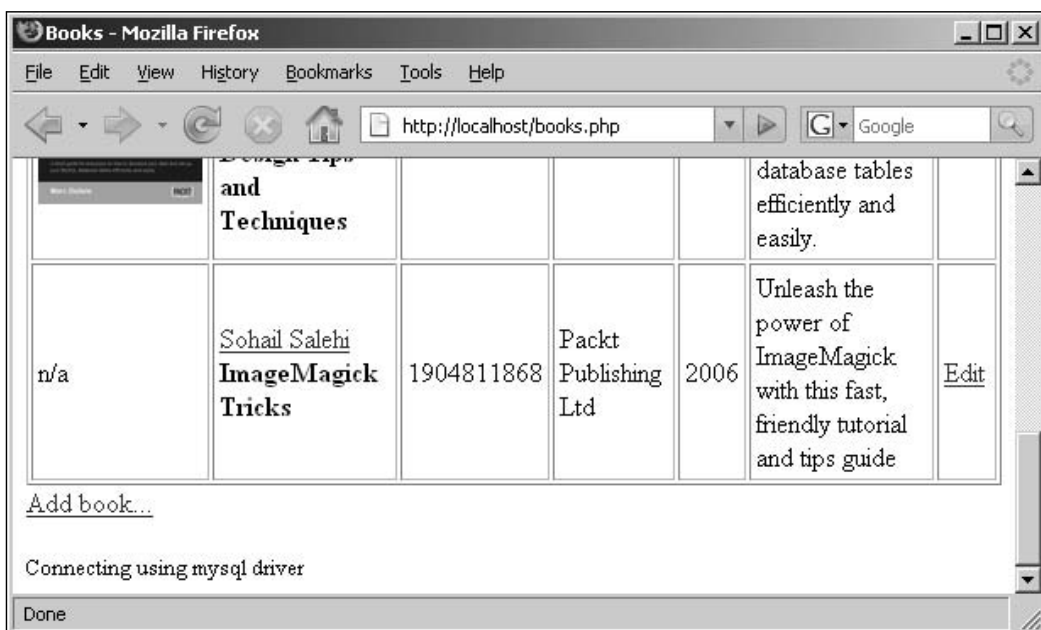 Books - Mozilla Firefox
File Edit View History Bookmarks Tools Help
http://localhost/books.php
G Google
Design Tips
and
Techniques
database tables
efficiently and
easily.
n/a
Sohail Salehi
ImageMagick
Tricks
1904811868
Packt
Publishing
Ltd
2006
Unleash the
power of
ImageMagick
with this fast,
friendly tutorial
and tips guide
Edit
Add book...
Connecting using mysql driver
Done